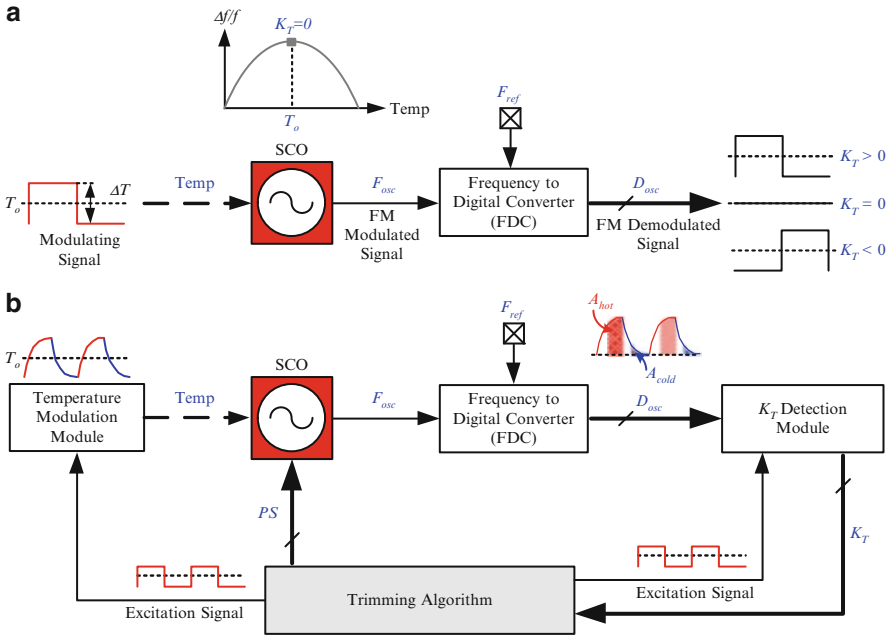 a
Δf/f
K_T=0
Temp
T_o
F_ref
SCO
T_o
ΔT
Temp
F_osc
Frequency to
Digital Converter
(FDC)
D_osc
K_T > 0
K_T = 0
K_T < 0
Modulating
Signal
FM
Modulated
Signal
FM Demodulated
Signal
b
T_o
F_ref
A_hot
A_cold
SCO
Temperature
Modulation
Module
Temp
F_osc
Frequency to
Digital Converter
(FDC)
D_osc
K_T Detection
Module
PS
K_T
Excitation Signal
Trimming Algorithm
Excitation Signal